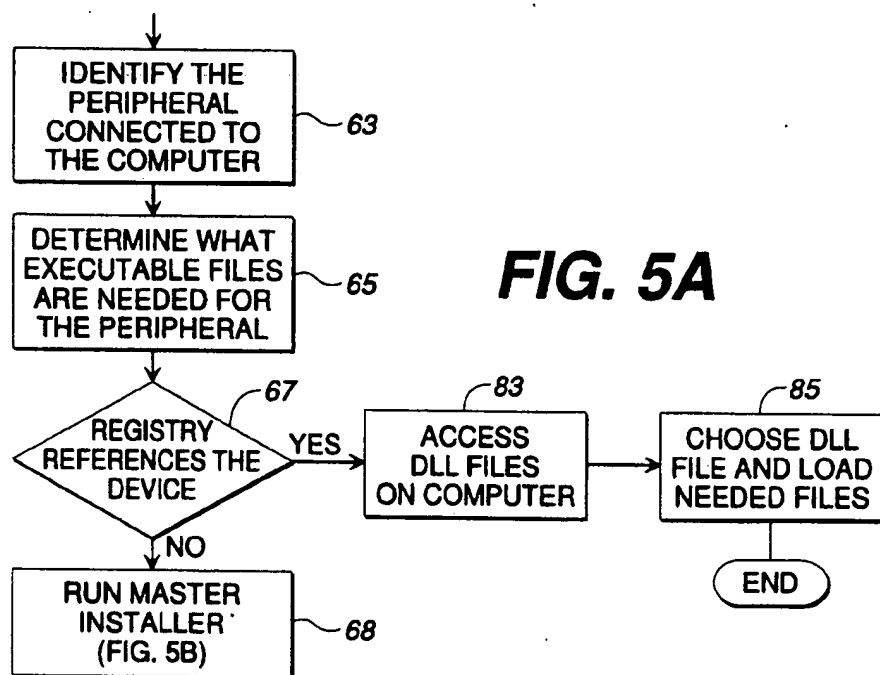 IDENTIFY THE
PERIPHERAL
CONNECTED TO
THE COMPUTER
63
DETERMINE WHAT
EXECUTABLE FILES
ARE NEEDED FOR
THE PERIPHERAL
65
FIG. 5A
67
REGISTRY
REFERENCES THE
DEVICE
YES
83
ACCESS
DLL FILES
ON COMPUTER
85
CHOOSE DLL
FILE AND LOAD
NEEDED FILES
END
NO
RUN MASTER
INSTALLER
(FIG. 5B)
68